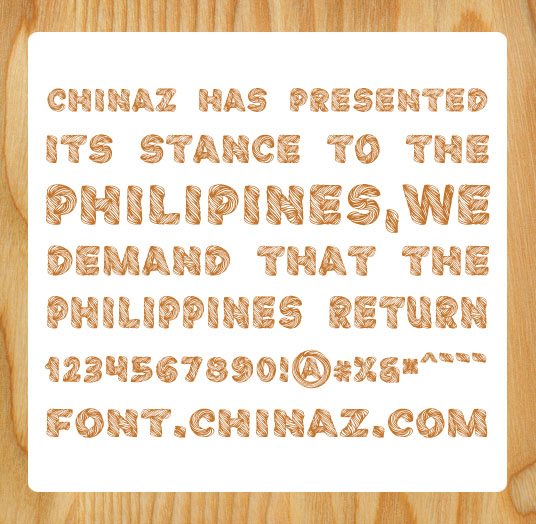 CHINAZ HAS PRESENTED
ITS STANCE TO THE
PHILIPINES,WE
DEMAND THAT THE
PHILIPPINES RETURN
1234567890!@#%&*^~~~~
FONT.CHINAZ.COM